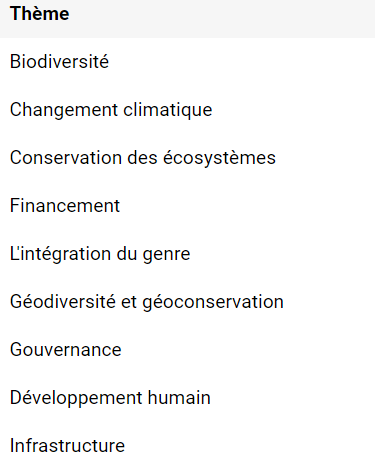 Thème
Biodiversité
Changement climatique
Conservation des écosystèmes
Financement
L'intégration du genre
Géodiversité et géoconservation
Gouvernance
Développement humain
Infrastructure